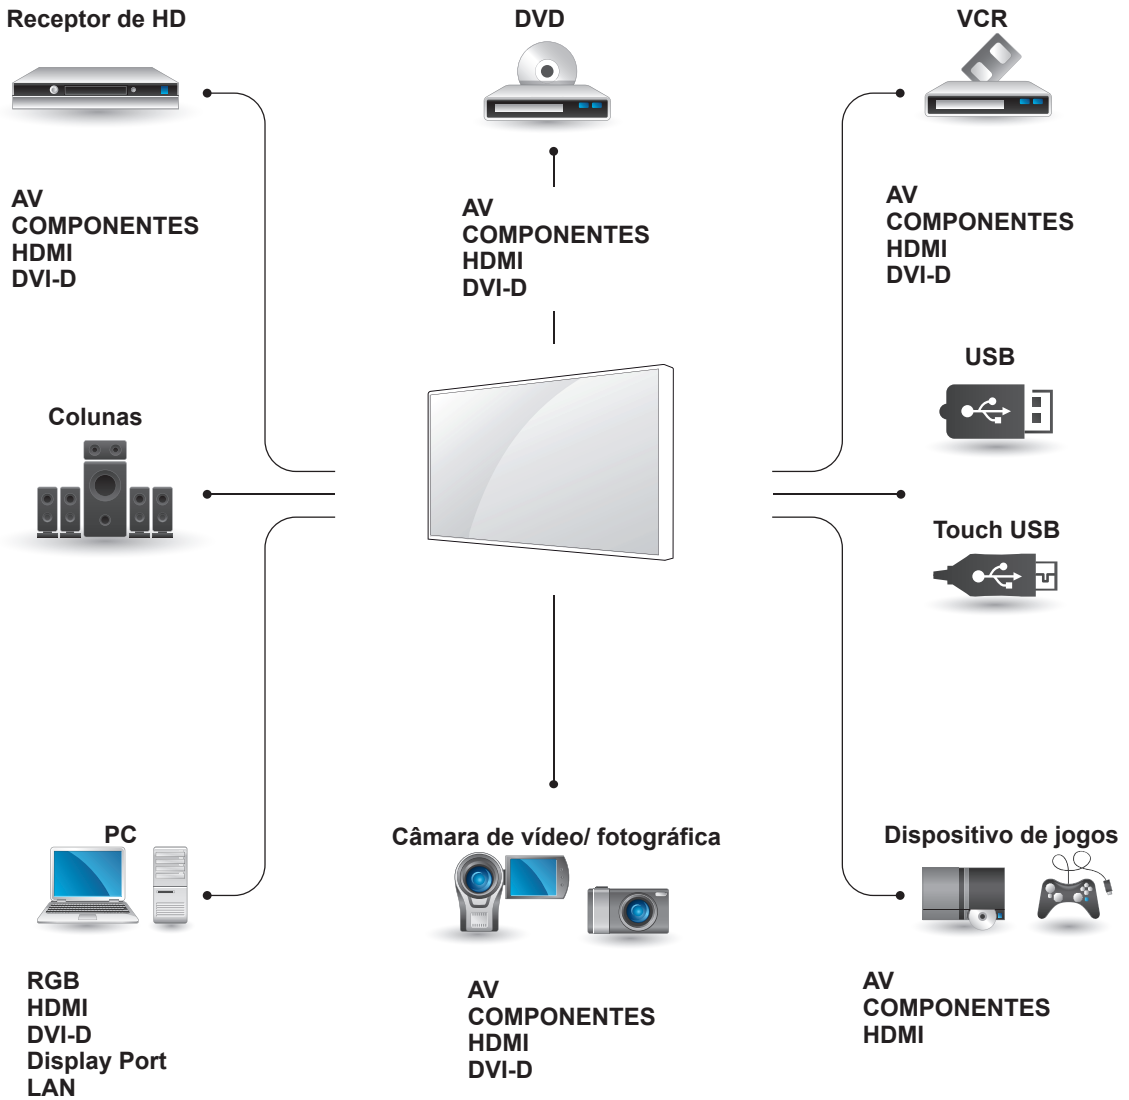 Receptor de HD
AV
COMPONENTES
HDMI
DVI-D
DVD
AV
COMPONENTES
HDMI
DVI-D
VCR
AV
COMPONENTES
HDMI
DVI-D
Colunas
USB
Touch USB
PC
RGB
HDMI
DVI-D
Display Port
LAN
Câmara de vídeo/ fotográfica
AV
COMPONENTES
HDMI
DVI-D
Dispositivo de jogos
AV
COMPONENTES
HDMI